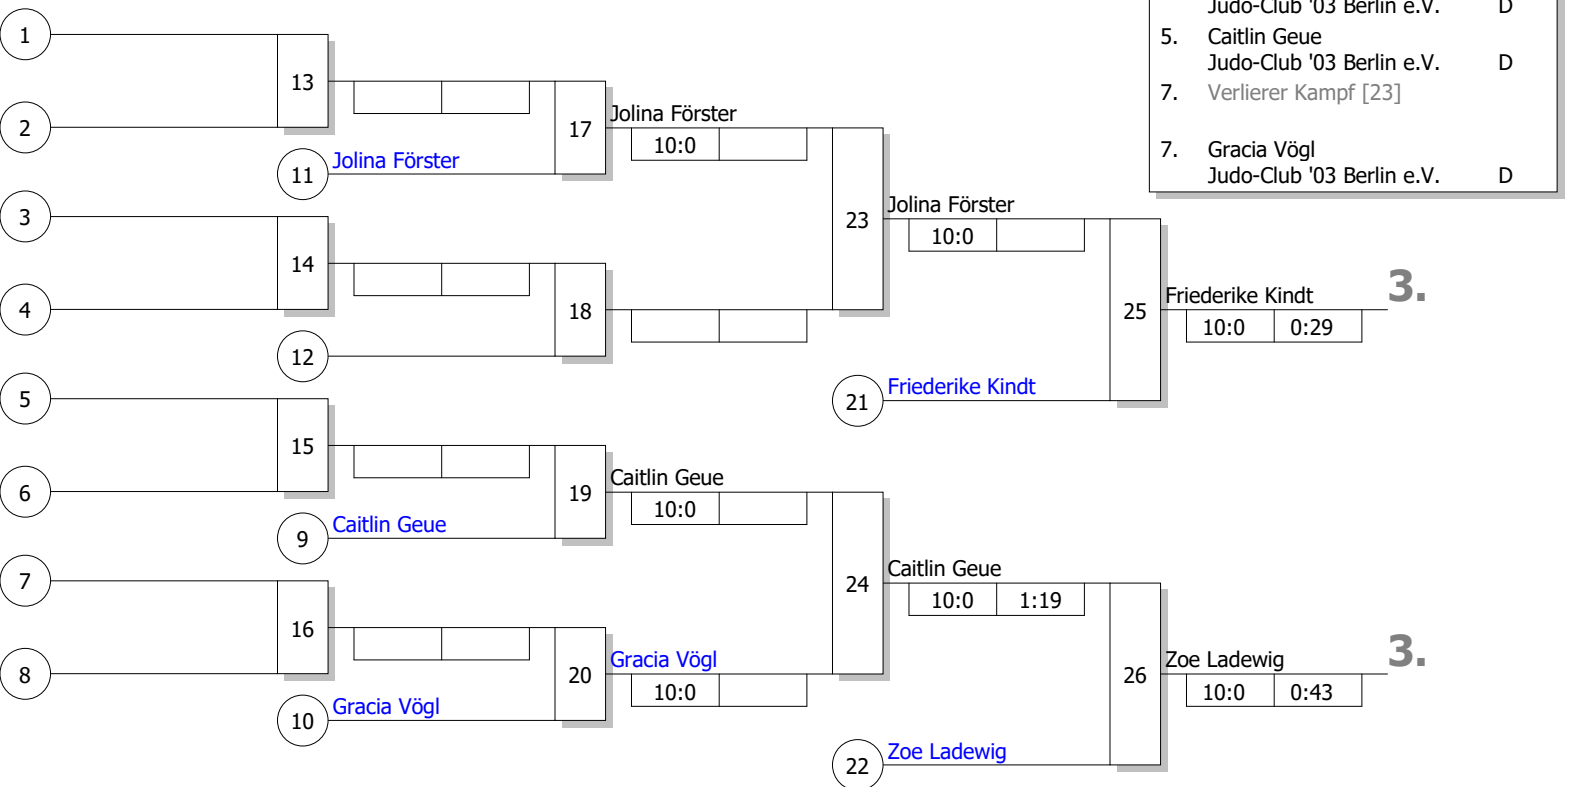 Judo-Club '03 Berlin e.V. D
5. Caitlin Geue
Judo-Club '03 Berlin e.V. D
7. Verlierer Kampf [23]
7. Gracia Vögl
Judo-Club '03 Berlin e.V. D
1
13
2
17
Jolina Förster
10:0
11
Jolina Förster
3
14
4
18
12
23
Jolina Förster
10:0
25
Friederike Kindt
3.
10:0 0:29
21
Friederike Kindt
5
15
6
19
Caitlin Geue
10:0
9
Caitlin Geue
7
16
8
20
Gracia Vögl
10:0
10
Gracia Vögl
24
Caitlin Geue
10:0 1:19
26
Zoe Ladewig
3.
10:0 0:43
22
Zoe Ladewig